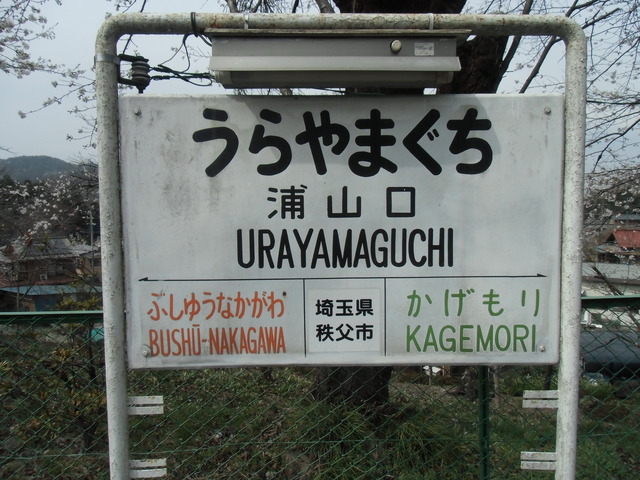 うらやまぐち
浦山口
URAYAMAGUCHI
ぶしゆうなかがわ
BUSHŪ-NAKAGAWA
埼玉県
秩父市
かげもり
KAGEMORI